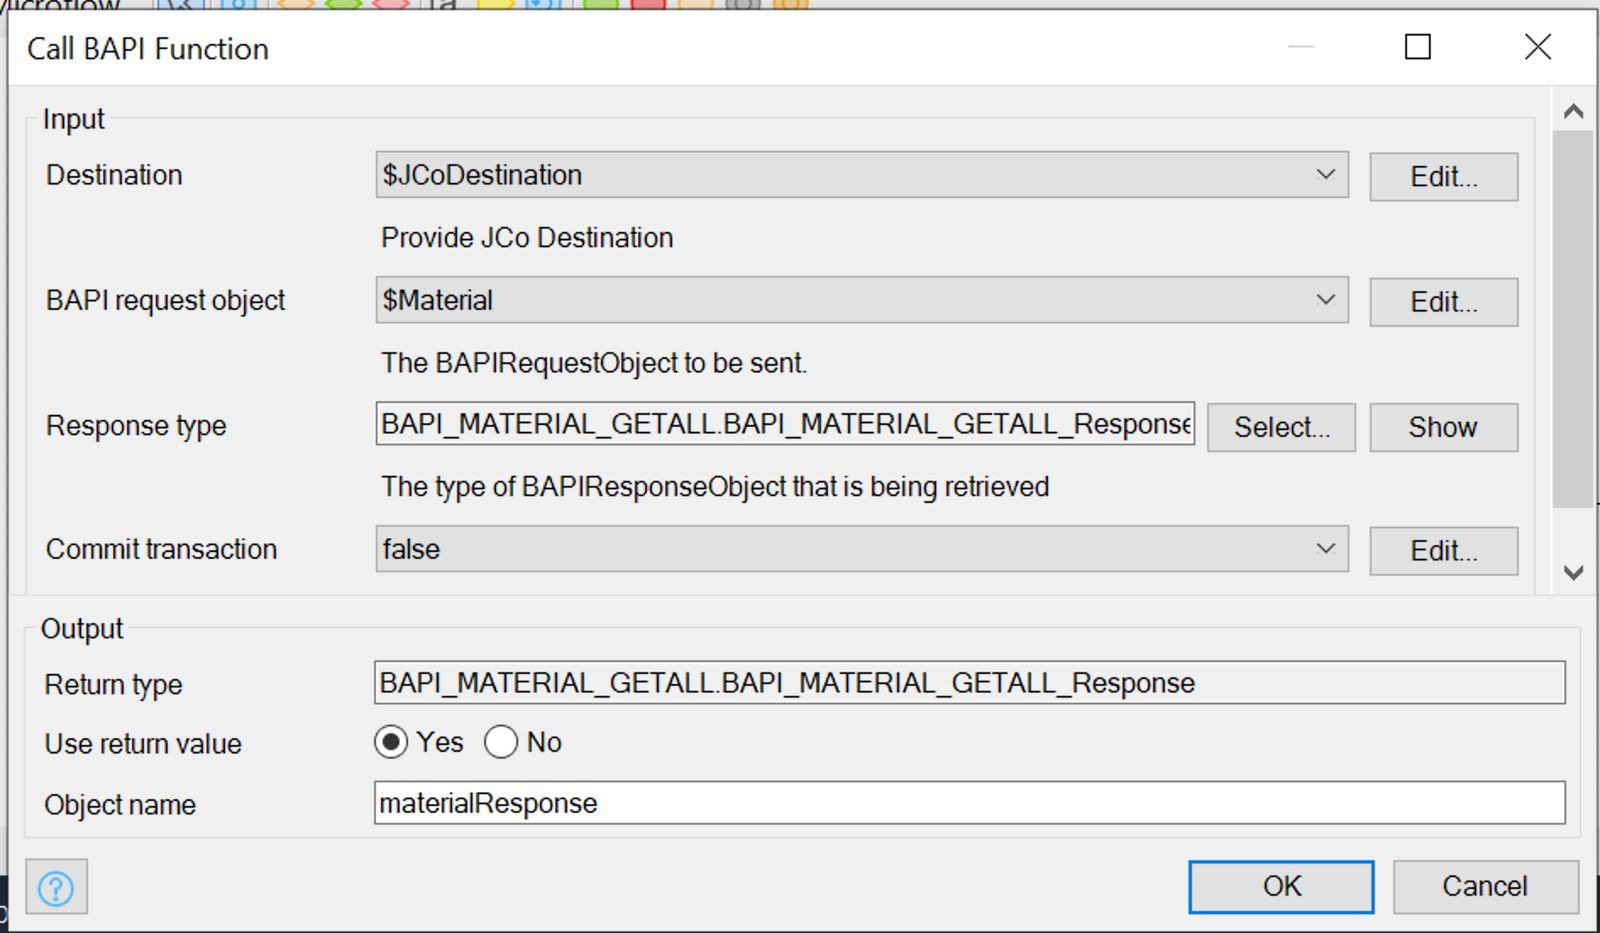 Microflow
Call BAPI Function
Input
Destination
$JCoDestination
Edit...
Provide JCo Destination
BAPI request object
$Material
Edit...
The BAPIRequestObject to be sent.
Response type
BAPI_MATERIAL_GETALL.BAPI_MATERIAL_GETALL_Response
Select...
Show
The type of BAPIResponseObject that is being retrieved
Commit transaction
false
Edit...
Output
Return type
BAPI_MATERIAL_GETALL.BAPI_MATERIAL_GETALL_Response
Use return value
Yes
No
Object name
materialResponse
?
OK
Cancel